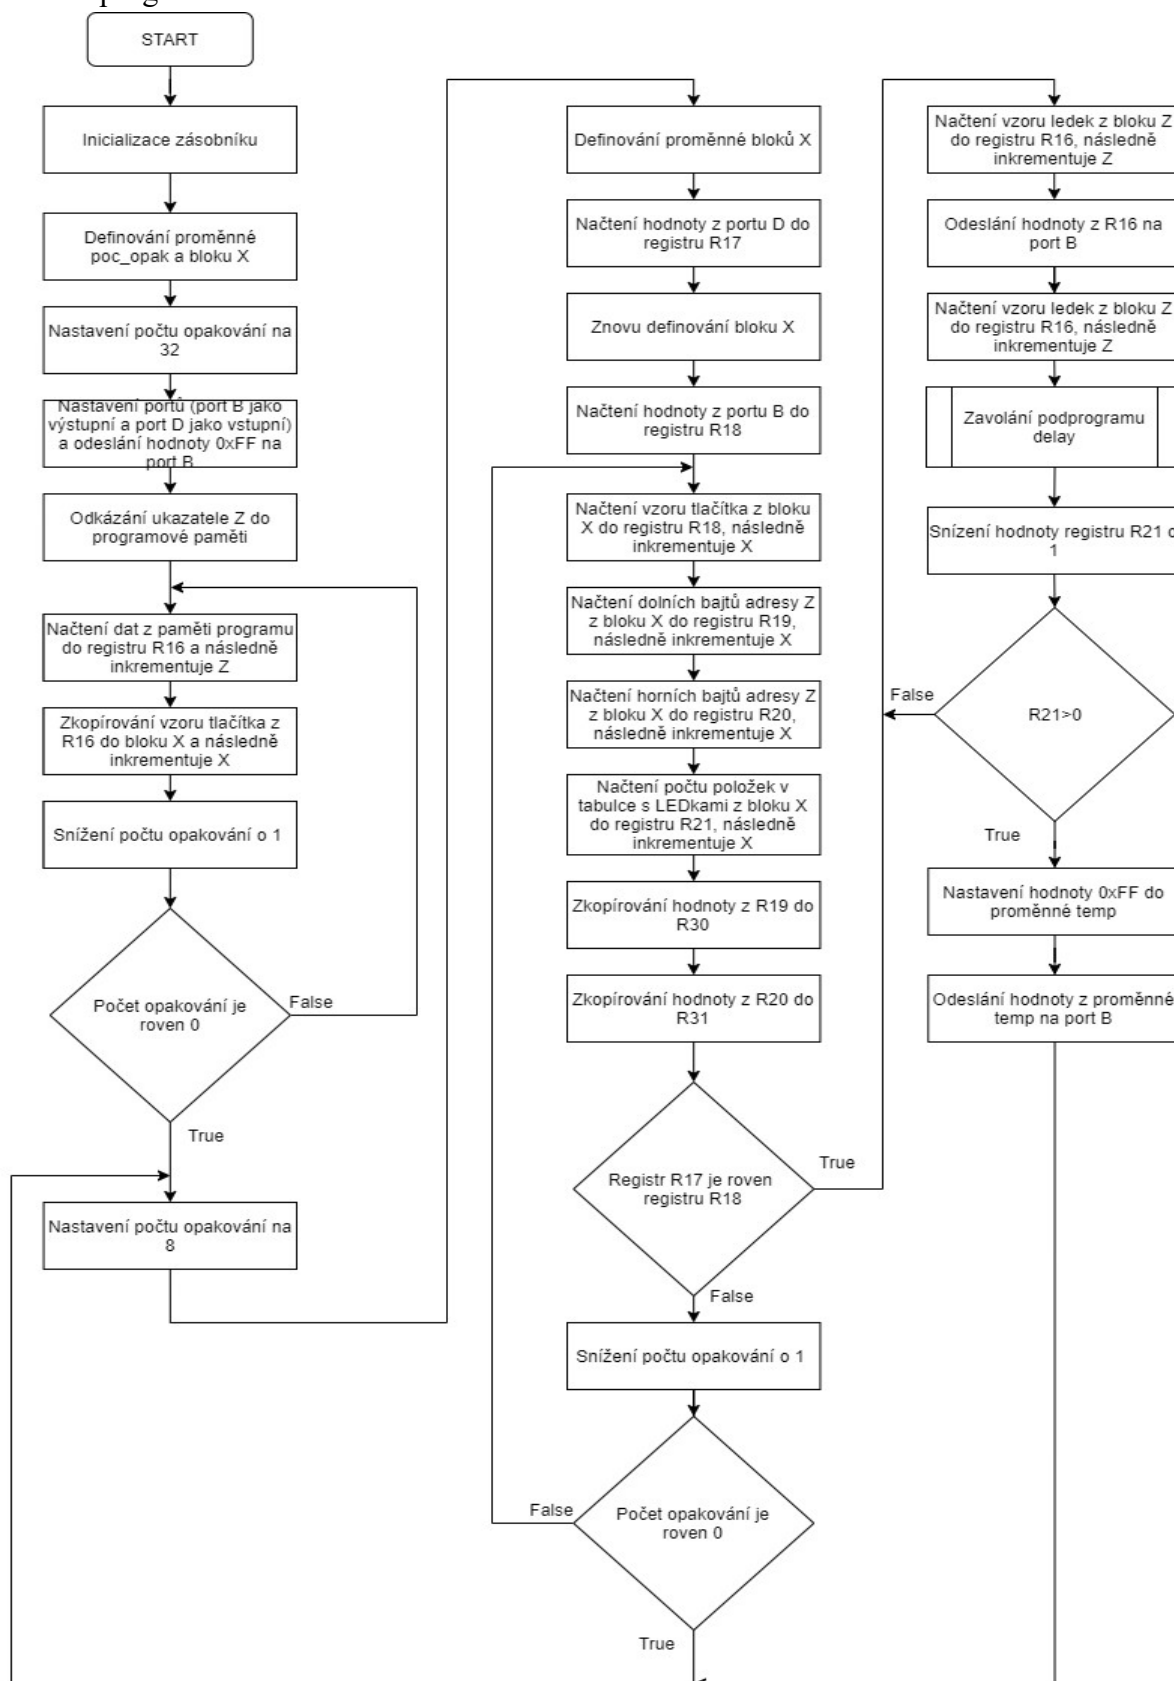 START
Inicializace zásobníku
Definování proměnné
poc_opak a bloku X
Nastavení počtu opakování na
32
Nastavení portů (port B jako
výstupní a port D jako vstupní)
a odeslání hodnoty 0xFF na
port B
Odkázání ukazatele Z do
programové paměti
Načtení dat z paměti programu
do registru R16 a následně
inkrementuje Z
Zkopírování vzoru tlačítka z
R16 do bloku X a následně
inkrementuje X
Snížení počtu opakování o 1
Počet opakování je
roven 0
False
True
Nastavení počtu opakování na
8
Definování proměnné bloků X
Načtení hodnoty z portu D do
registru R17
Znovu definování bloku X
Načtení hodnoty z portu B do
registru R18
Načtení vzoru tlačítka z bloku
X do registru R18, následně
inkrementuje X
Načtení dolních bajtů adresy Z
z bloku X do registru R19,
následně inkrementuje X
Načtení horních bajtů adresy Z
z bloku X do registru R20,
následně inkrementuje X
Načtení počtu položek v
tabulce s LEDkami z bloku X
do registru R21, následně
inkrementuje X
Zkopírování hodnoty z R19 do
R30
Zkopírování hodnoty z R20 do
R31
Registr R17 je roven
registru R18
True
False
Snížení počtu opakování o 1
Počet opakování je
roven 0
False
True
Načtení vzoru ledek z bloku Z
do registru R16, následně
inkrementuje Z
Odeslání hodnoty z R16 na
port B
Načtení vzoru ledek z bloku Z
do registru R16, následně
inkrementuje Z
Zavolání podprogramu
delay
Snízení hodnoty registru R21
1
R21>0
False
True
Nastavení hodnoty 0xFF do
proměnné temp
Odeslání hodnoty z proměnné
temp na port B